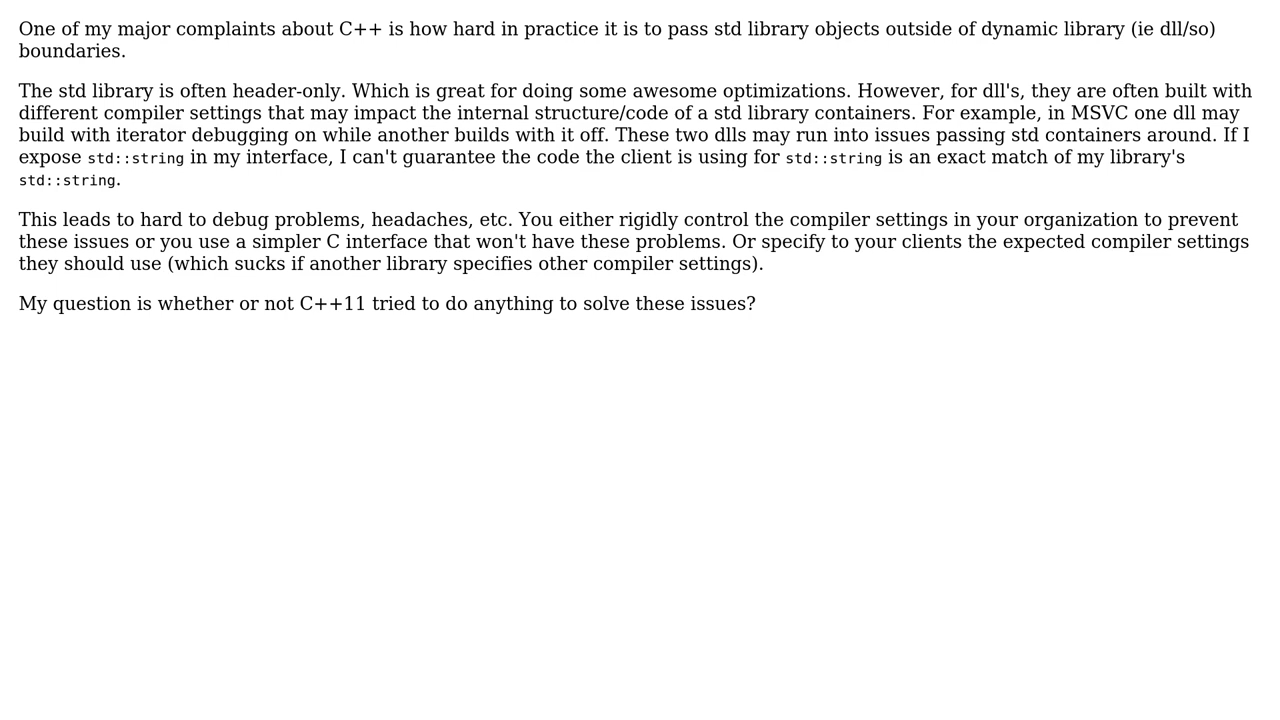 One of my major complaints about C++ is how hard in practice it is to pass std library objects outside of dynamic library (ie dll/so)
boundaries.
The std library is often header-only. Which is great for doing some awesome optimizations. However, for dll's, they are often built with
different compiler settings that may impact the internal structure/code of a std library containers. For example, in MSVC one dll may
build with iterator debugging on while another builds with it off. These two dlls may run into issues passing std containers around. If I
expose std::string in my interface, I can't guarantee the code the client is using for std::string is an exact match of my library's
std::string.
This leads to hard to debug problems, headaches, etc. You either rigidly control the compiler settings in your organization to prevent
these issues or you use a simpler C interface that won't have these problems. Or specify to your clients the expected compiler settings
they should use (which sucks if another library specifies other compiler settings).
My question is whether or not C++11 tried to do anything to solve these issues?